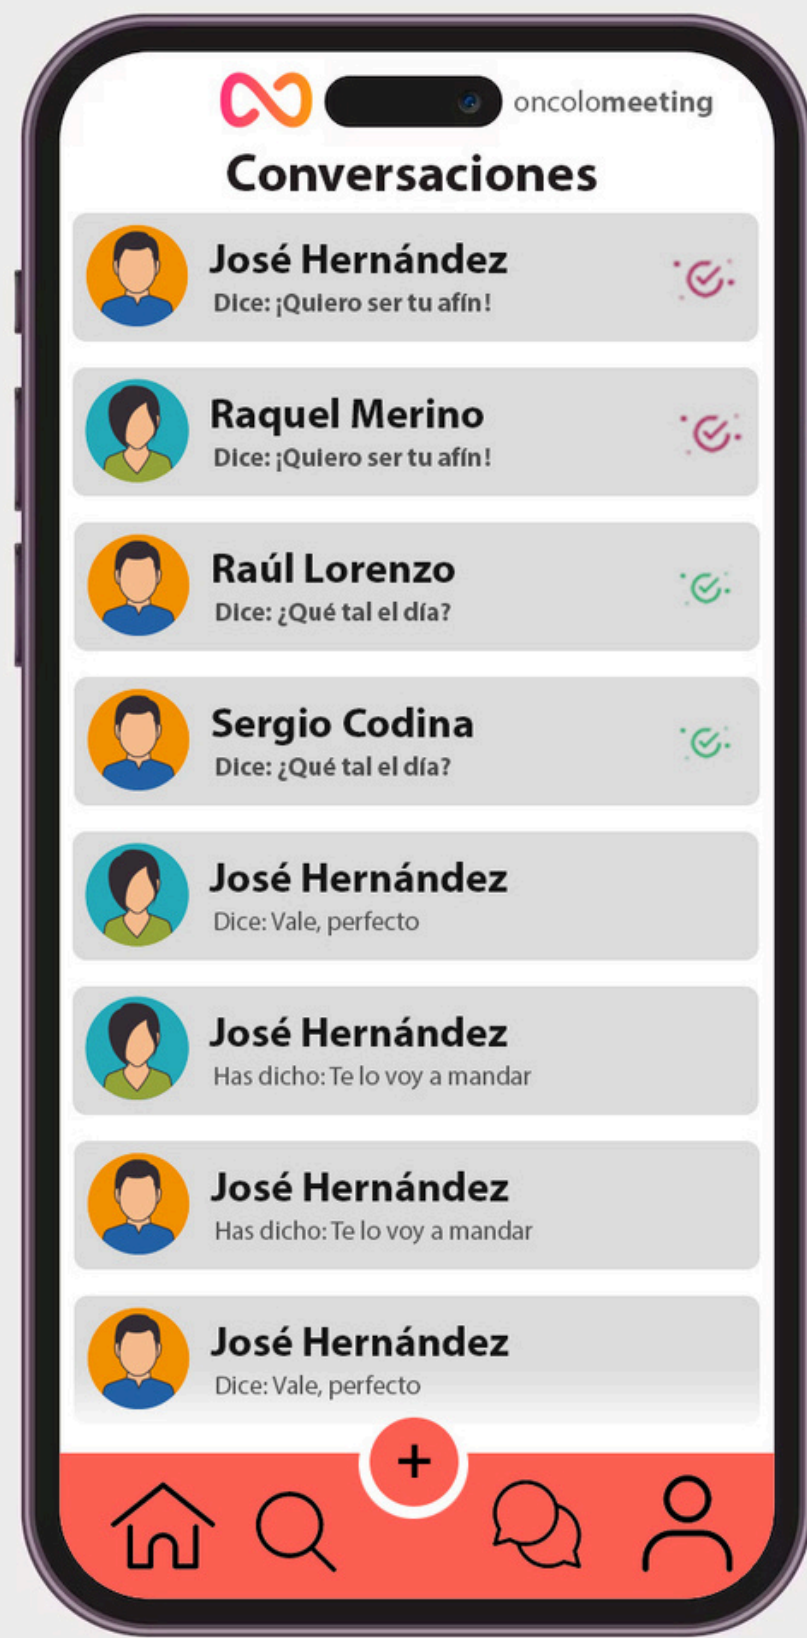 oncolomeeting
Conversaciones
José Hernández
Dice: ¡Quiero ser tu afín!
Raquel Merino
Dice: ¡Quiero ser tu afín!
Raúl Lorenzo
Dice: ¿Qué tal el día?
Sergio Codina
Dice: ¿Qué tal el día?
José Hernández
Dice: Vale, perfecto
José Hernández
Has dicho: Te lo voy a mandar
José Hernández
Has dicho: Te lo voy a mandar
José Hernández
Dice: Vale, perfecto
+